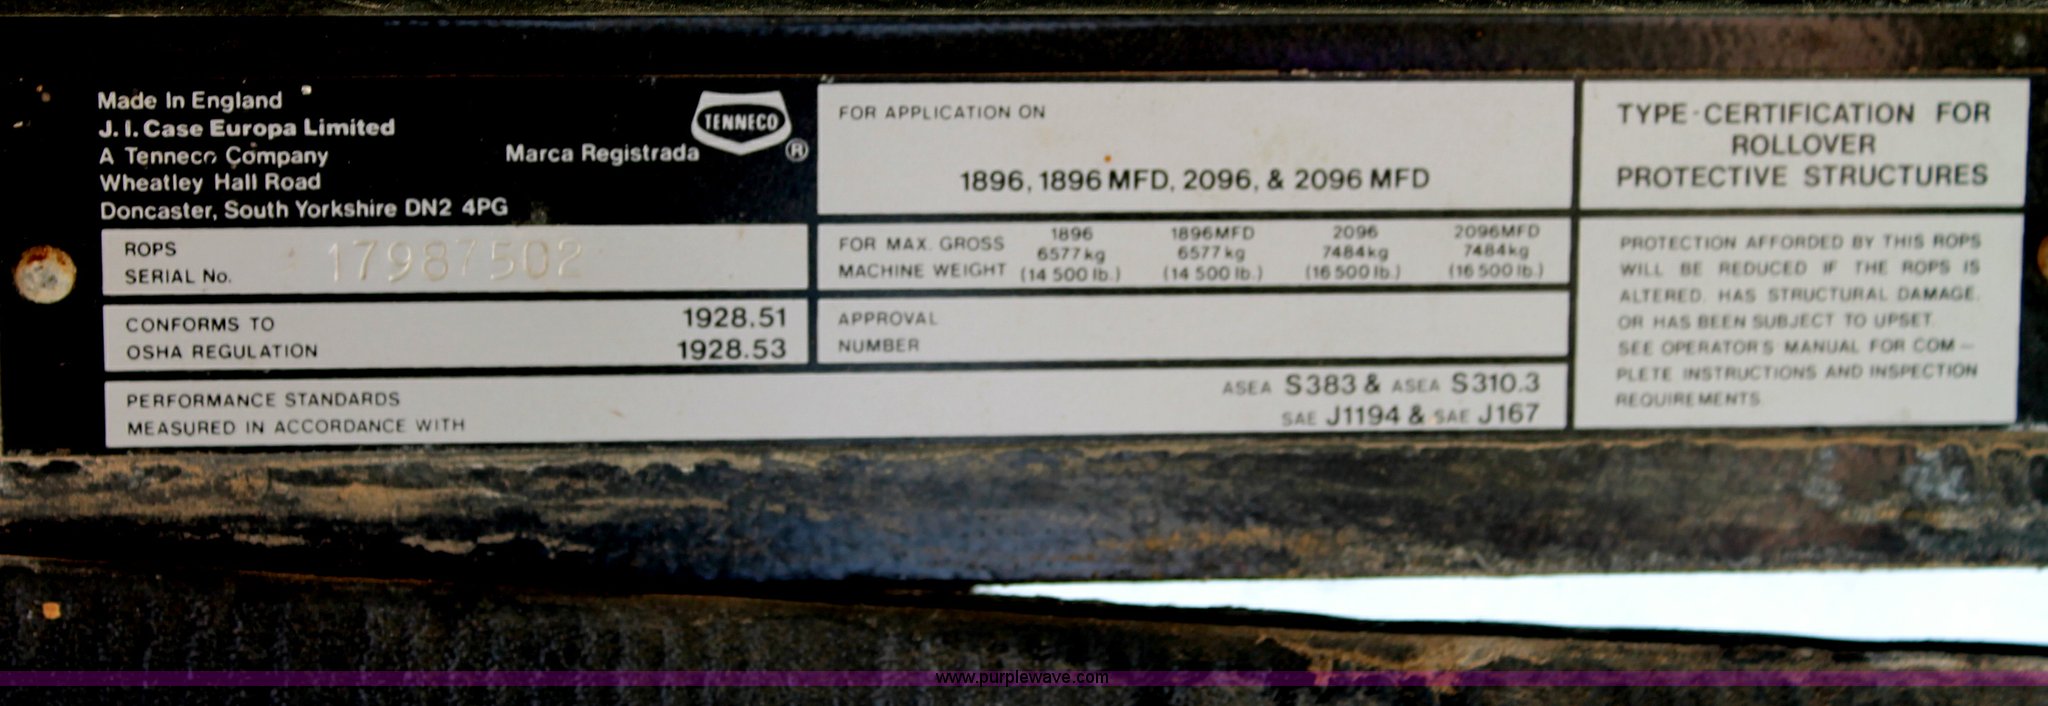 Made In England
J. I. Case Europa Limited
A Tenneco Company
Wheatley Hall Road
Doncaster, South Yorkshire DN2 4PG
Marca Registrada
TENNECO
®
ROPS
SERIAL No.
17987502
CONFORMS TO
OSHA REGULATION
1928.51
1928.53
PERFORMANCE STANDARDS
MEASURED IN ACCORDANCE WITH
ASEA S383 & ASEA S310.3
SAE J1194 & SAE J167
FOR APPLICATION ON
1896, 1896 MFD, 2096, & 2096 MFD
FOR MAX. GROSS
MACHINE WEIGHT
1896
6577kg
(14 500 lb.)
1896MFD
6577kg
(14 500 lb.)
2096
7484kg
(16 500 lb.)
2096MFD
7484kg
(16 500 lb.)
APPROVAL
NUMBER
TYPE-CERTIFICATION FOR
ROLLOVER
PROTECTIVE STRUCTURES
PROTECTION AFFORDED BY THIS ROPS
WILL BE REDUCED IF THE ROPS IS
ALTERED, HAS STRUCTURAL DAMAGE,
OR HAS BEEN SUBJECT TO UPSET.
SEE OPERATOR'S MANUAL FOR COM-
PLETE INSTRUCTIONS AND INSPECTION
REQUIREMENTS.
www.purplewave.com